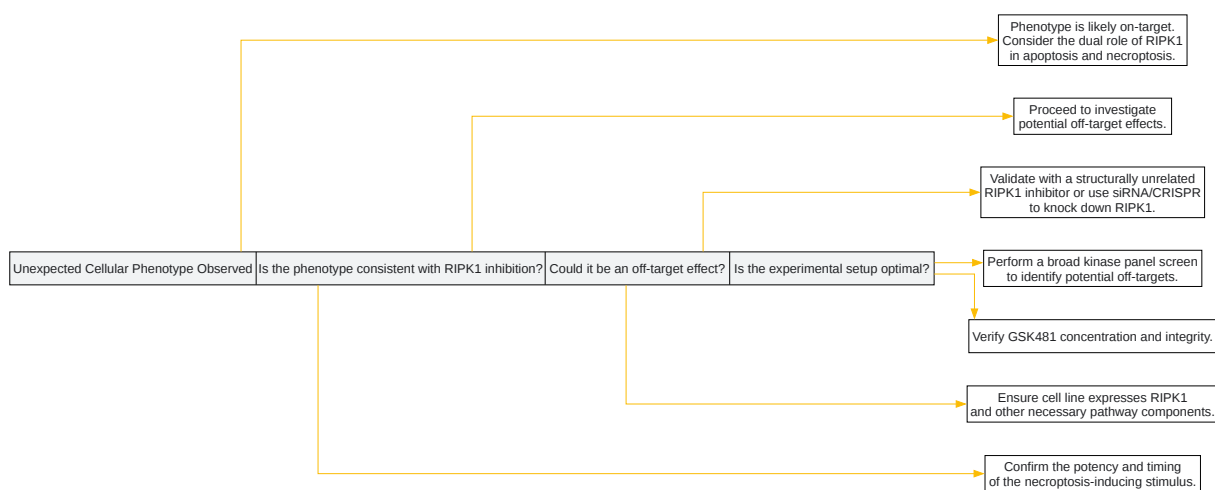 Phenotype is likely on-target.
Consider the dual role of RIPK1
in apoptosis and necroptosis.
Proceed to investigate
potential off-target effects.
Validate with a structurally unrelated
RIPK1 inhibitor or use siRNA/CRISPR
to knock down RIPK1.
Unexpected Cellular Phenotype Observed
Is the phenotype consistent with RIPK1 inhibition?
Could it be an off-target effect?
Is the experimental setup optimal?
Perform a broad kinase panel screen
to identify potential off-targets.
Verify GSK481 concentration and integrity.
Ensure cell line expresses RIPK1
and other necessary pathway components.
Confirm the potency and timing
of the necroptosis-inducing stimulus.